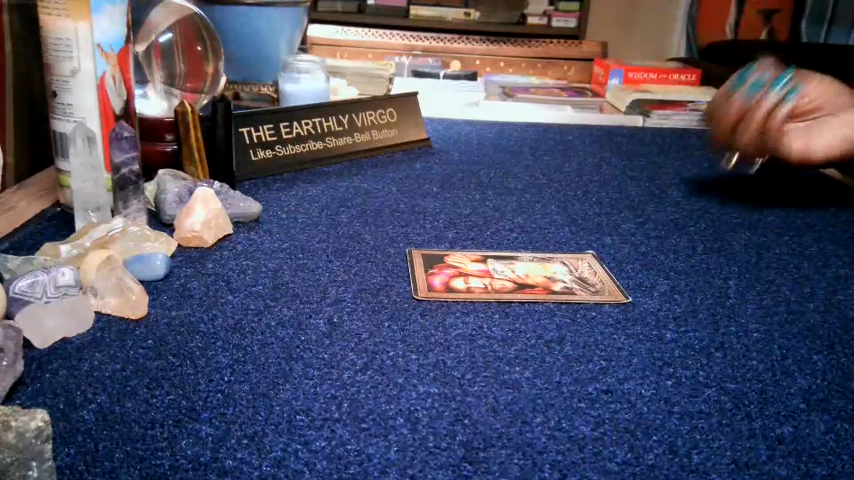 THE EARTHLY VIRGO
Like-Subscribe-Share-Bell Button!
WISDOM of the ORACLE